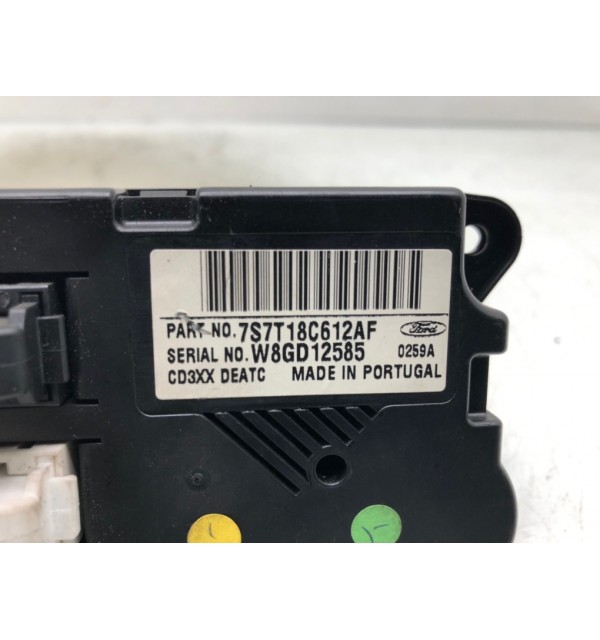 PART NO. 7S7T18C612AF Ford
SERIAL NO. W8GD12585 0259A
CD3XX DEATC MADE IN PORTUGAL